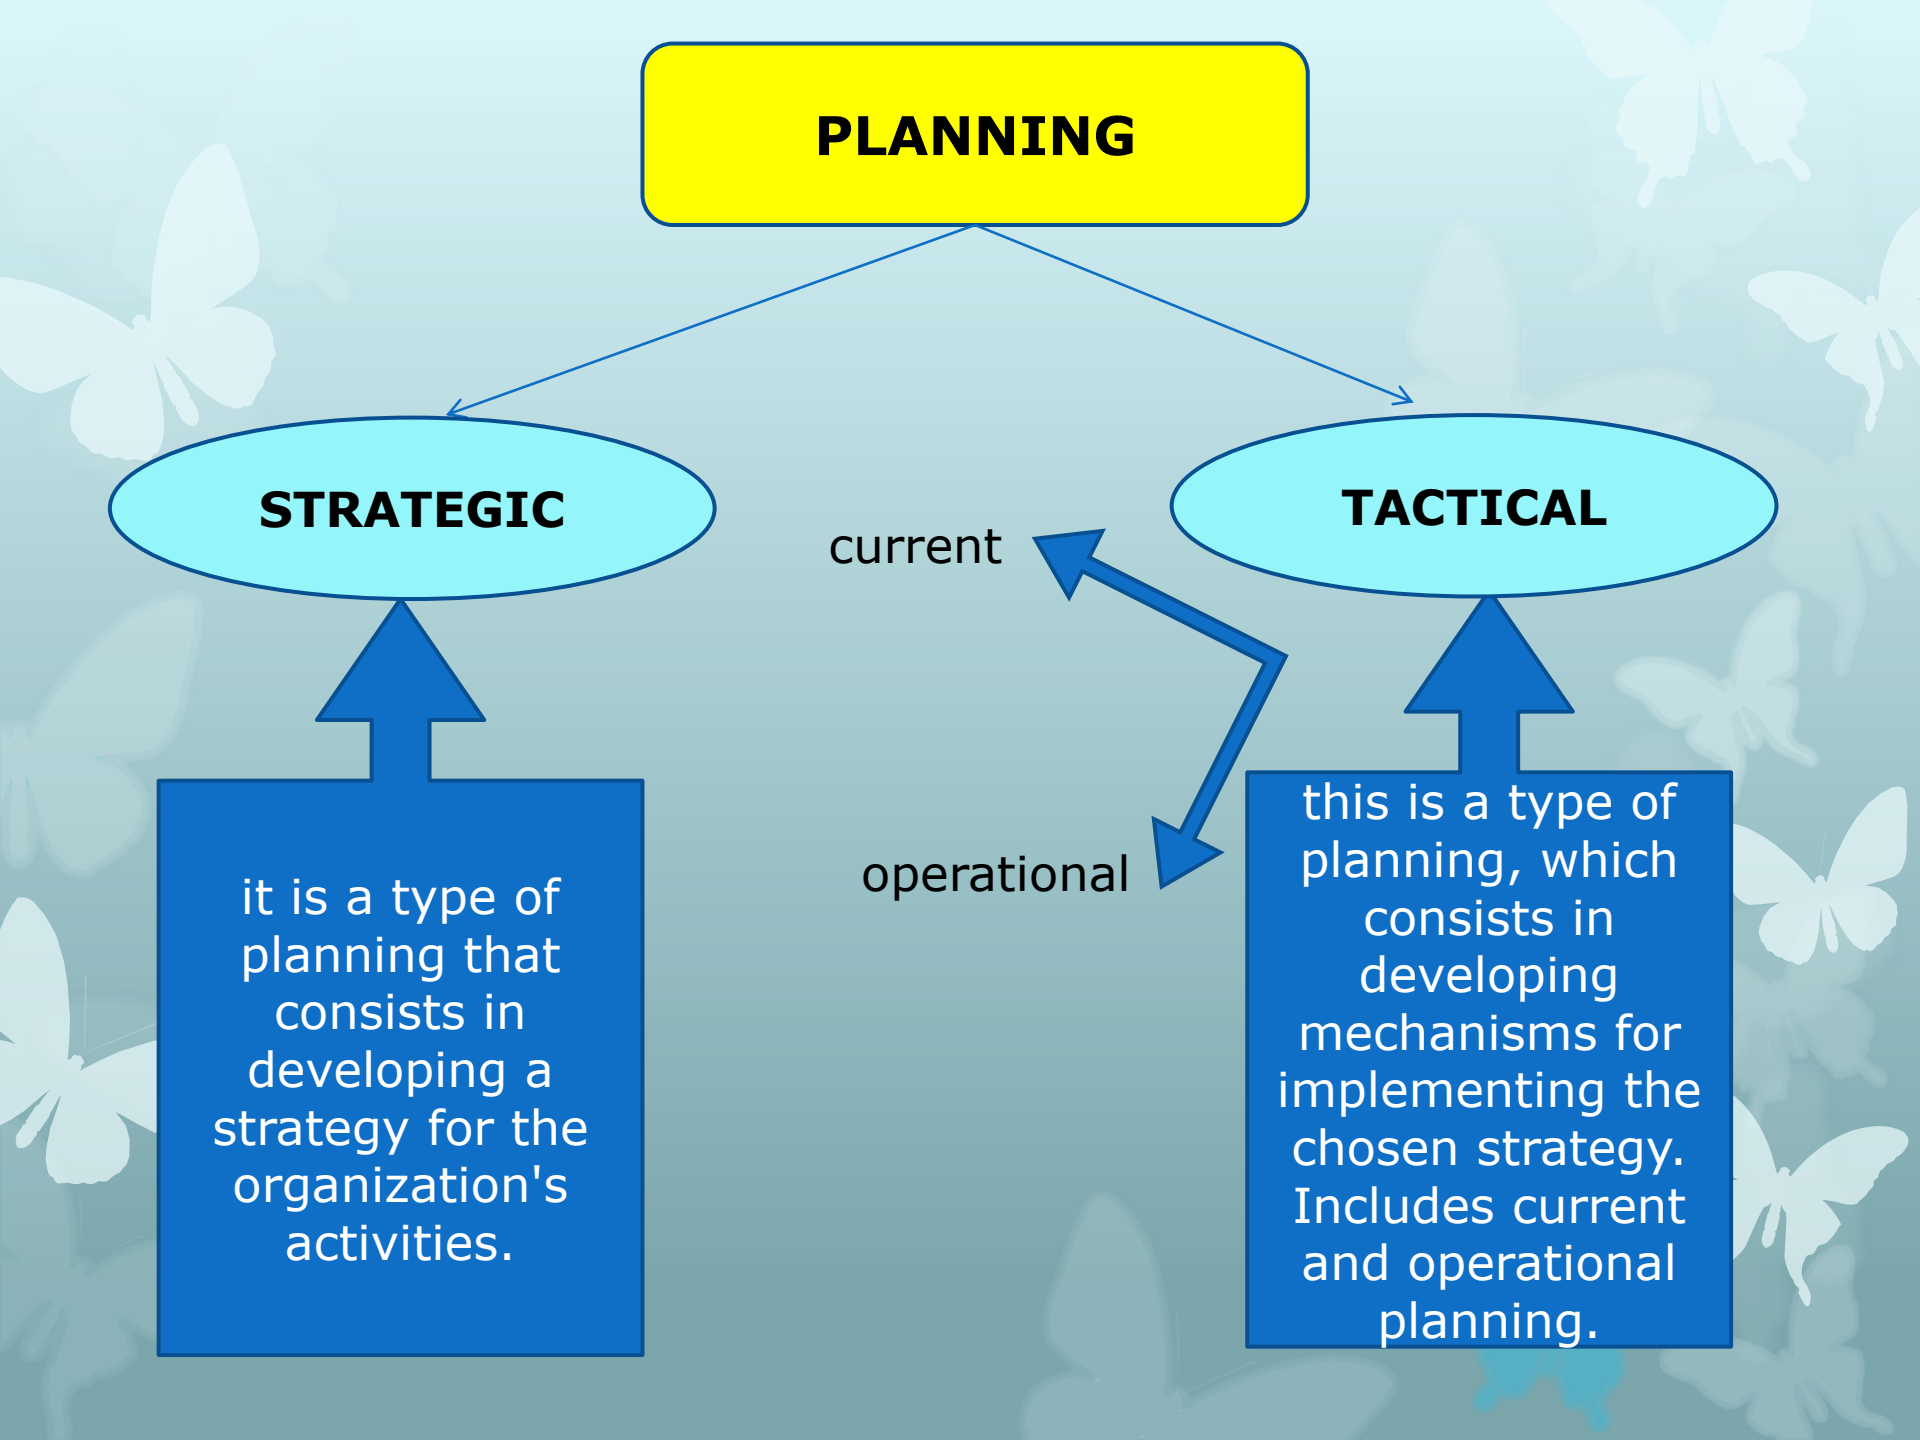 PLANNING
STRATEGIC
TACTICAL
current
operational
it is a type of
planning that
consists in
developing a
strategy for the
organization's
activities.
this is a type of
planning, which
consists in
developing
mechanisms for
implementing the
chosen strategy.
Includes current
and operational
planning.